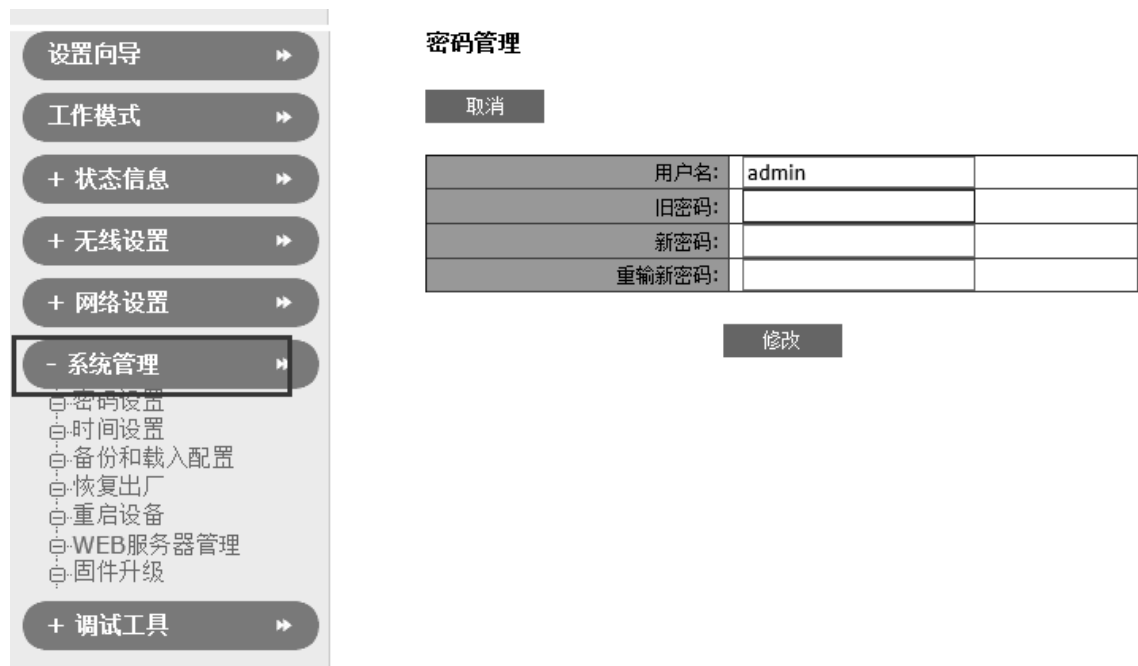 设置向导
工作模式
+ 状态信息
+ 无线设置
+ 网络设置
- 系统管理
密码设置
时间设置
备份和载入配置
恢复出厂
重启设备
WEB服务器管理
固件升级
+ 调试工具
密码管理
取消
用户名: admin
旧密码:
新密码:
重输新密码:
修改